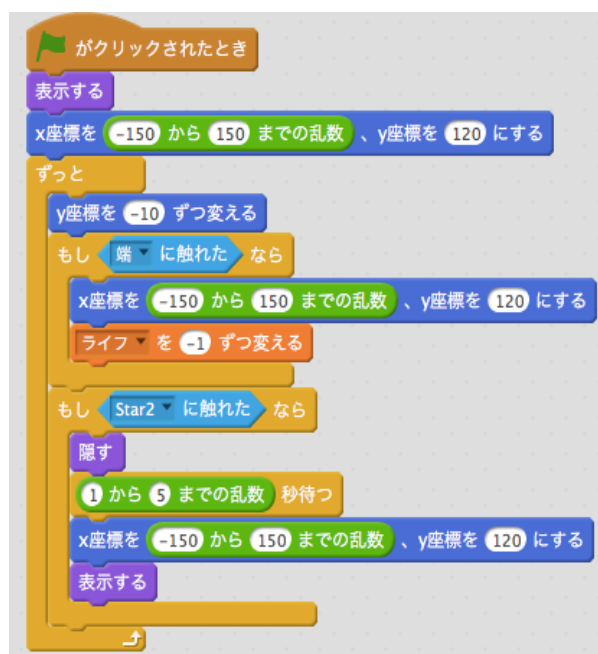 がクリックされたとき
表示する
x座標を -150 から 150 までの乱数 、y座標を 120 にする
ずっと
y座標を -10 ずつ変える
もし 端 に触れた なら
x座標を -150 から 150 までの乱数 、y座標を 120 にする
ライフ を -1 ずつ変える
もし Star2 に触れた なら
隠す
1 から 5 までの乱数 秒待つ
x座標を -150 から 150 までの乱数 、y座標を 120 にする
表示する